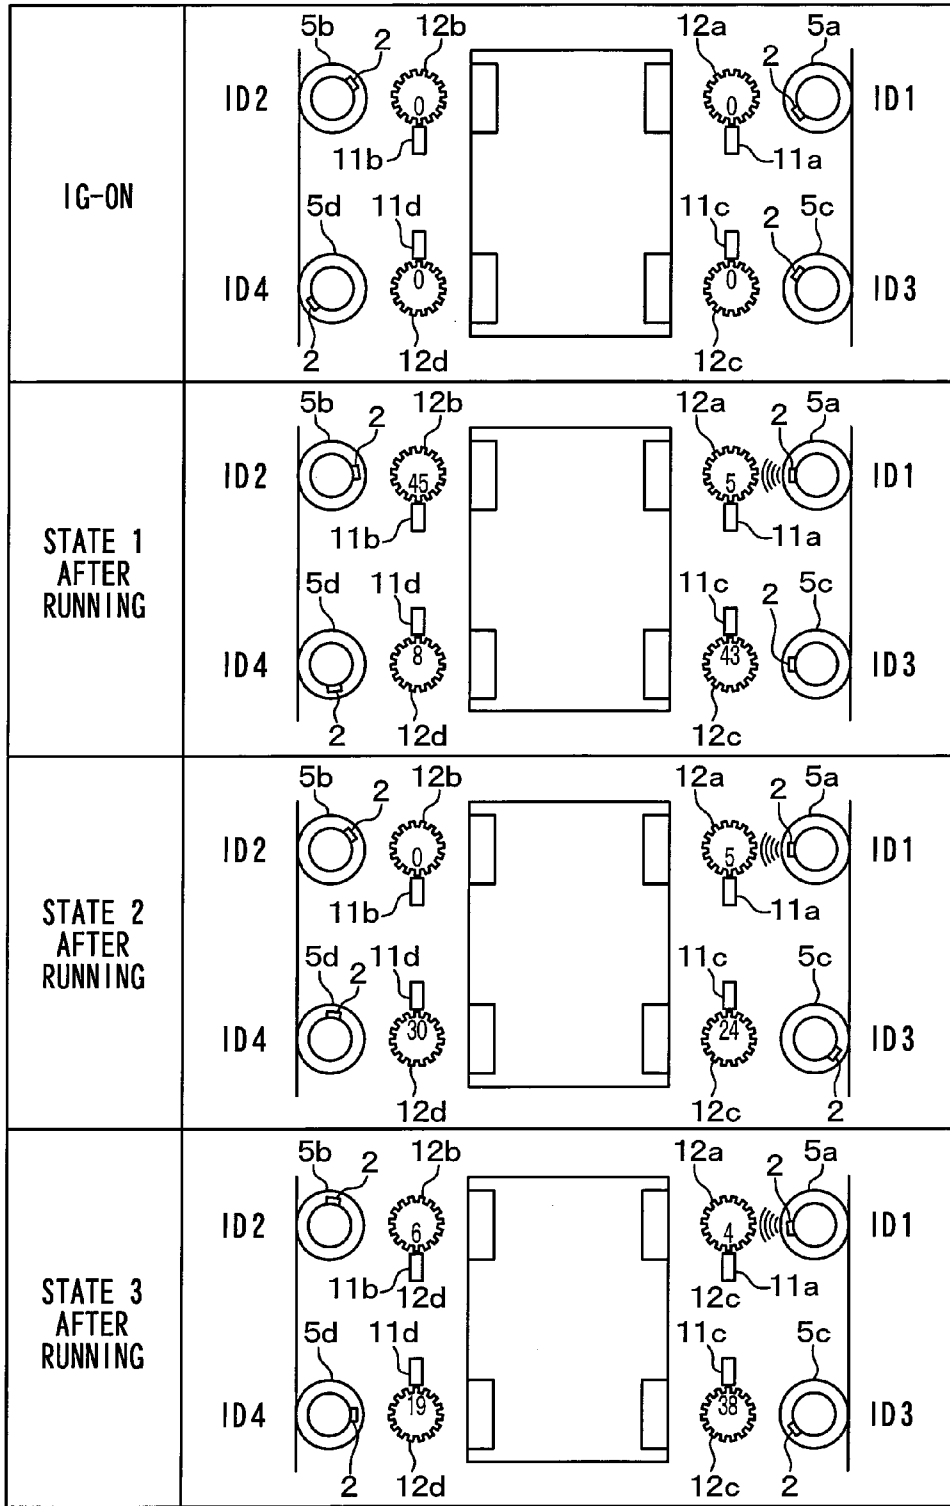 5b 2 12b 12a 2 5a
ID2 0 0 ID1
11b 11a
IG-ON
5d 11d 11c 2 5c
ID4 0 0 ID3
2 12d 12c
5b 2 12b 12a 2 5a
ID2 45 5 ID1
11b 11a
STATE 1
AFTER
RUNNING
5d 11d 11c 5c
2
ID4 8 43 ID3
2 12d 12c
5b 2 12b 12a 5a
2
ID2 0 5 ID1
11b 11a
STATE 2
AFTER
RUNNING
5d 2 11d 11c 5c
ID4 30 24 ID3
12d 12c 2
5b 2 12b 12a 5a
2
ID2 6 4 ID1
11b 11a
12d 12c
STATE 3
AFTER
RUNNING
5d 11d 11c 5c
ID4 19 38 ID3
2 12d 12c 2